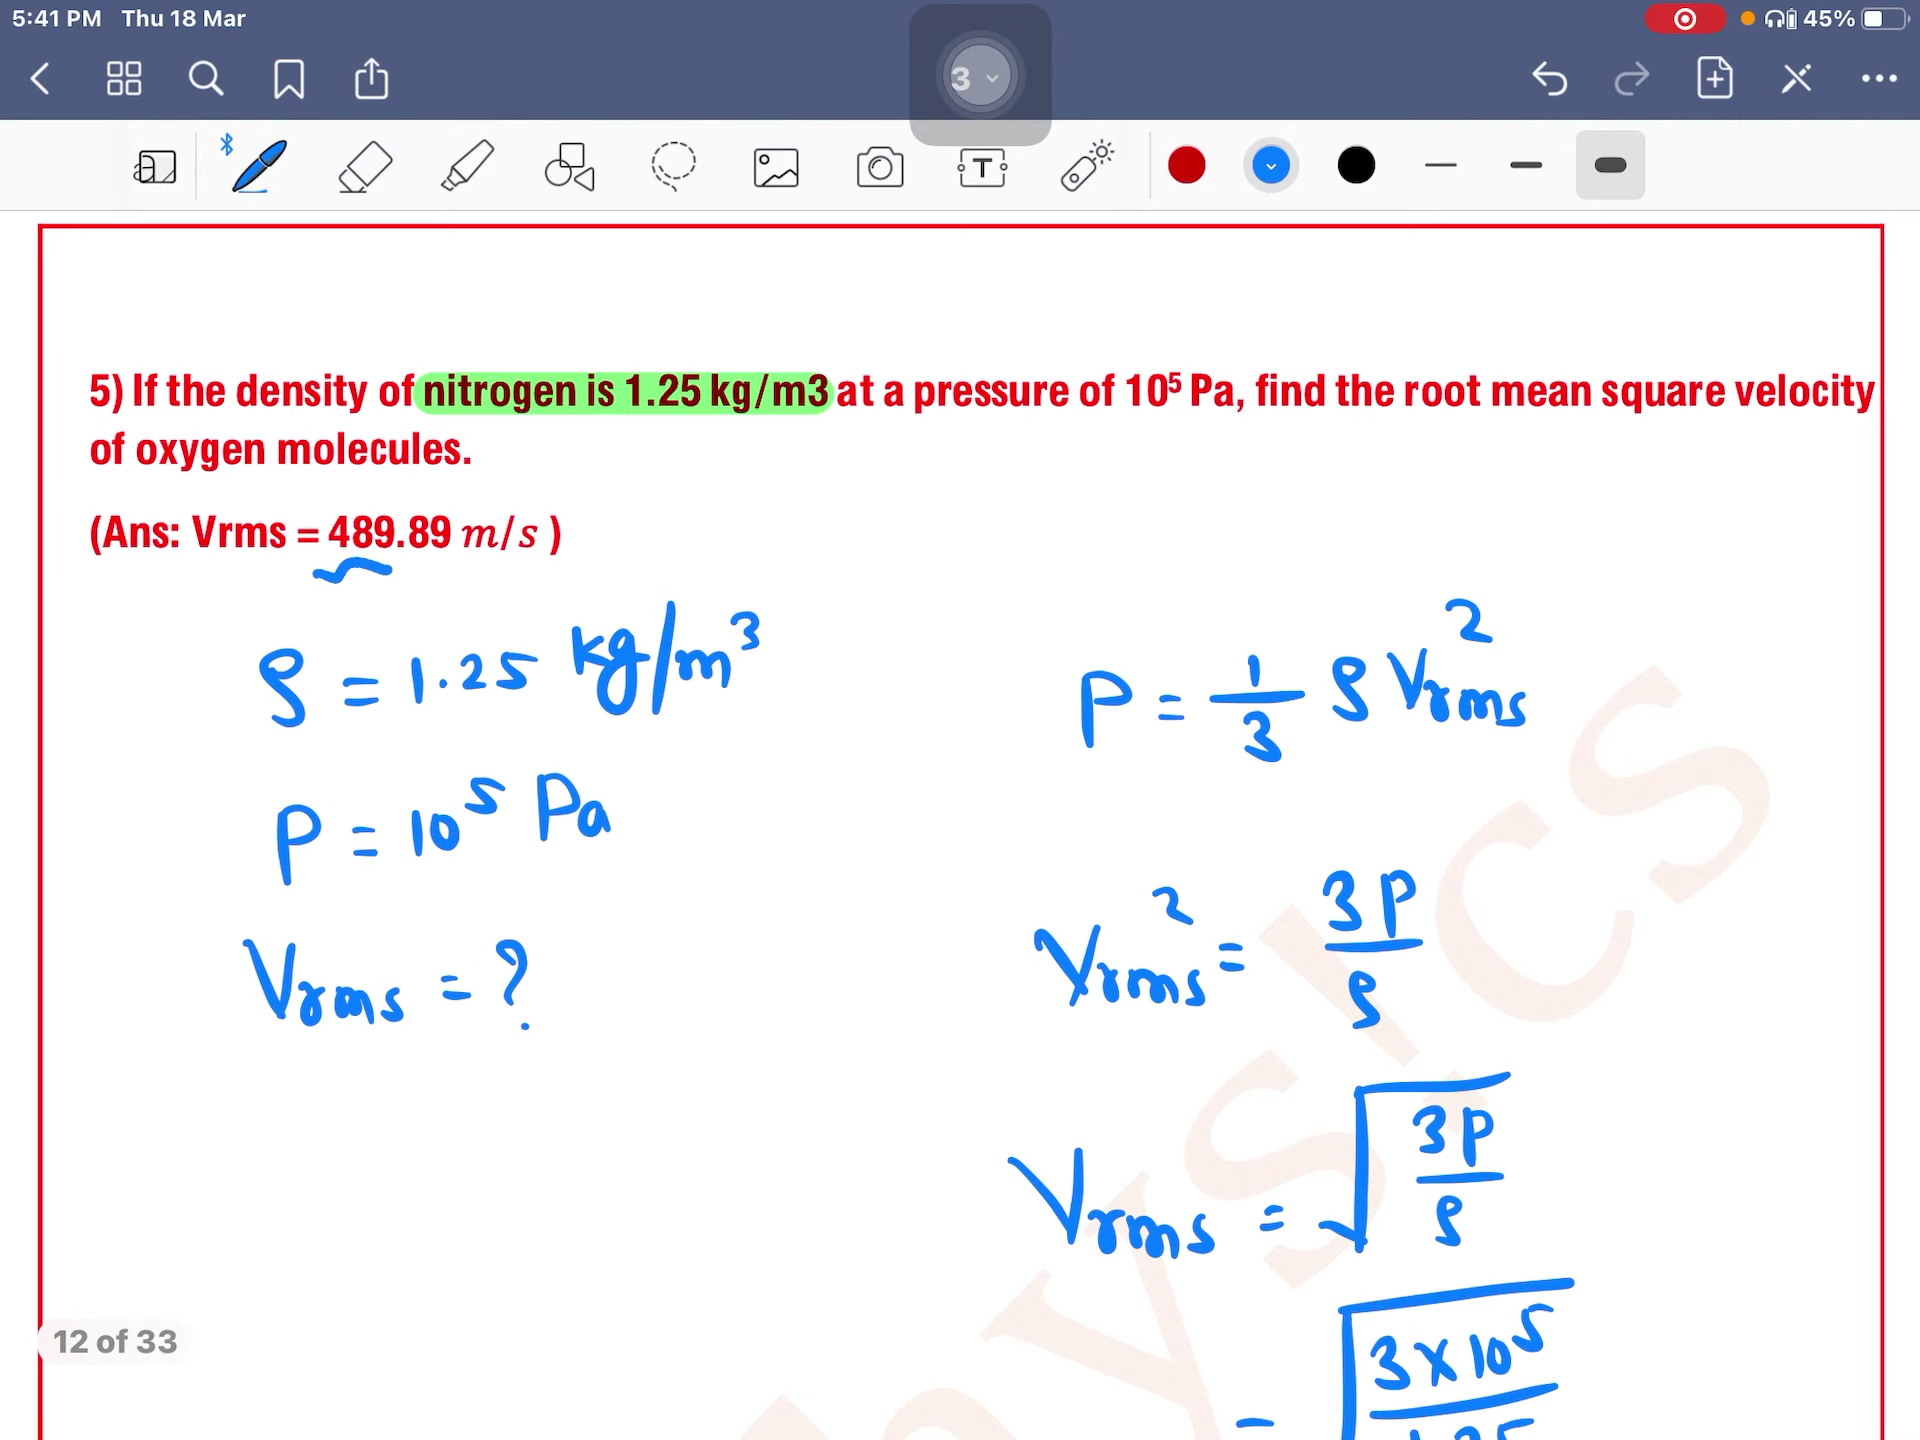 5:41 PM Thu 18 Mar
45%
3
T
5) If the density of nitrogen is 1.25 kg/m3 at a pressure of 10⁵ Pa, find the root mean square velocity
of oxygen molecules.
(Ans: Vrms = 489.89 m/s )
ρ = 1.25 kg/m³
P = 10⁵ Pa
Vrms = ?
P = 1/3 ρ Vrms²
Vrms² = 3P/ρ
Vrms = √(3P/ρ)
= √(3×10⁵/1.25)
12 of 33